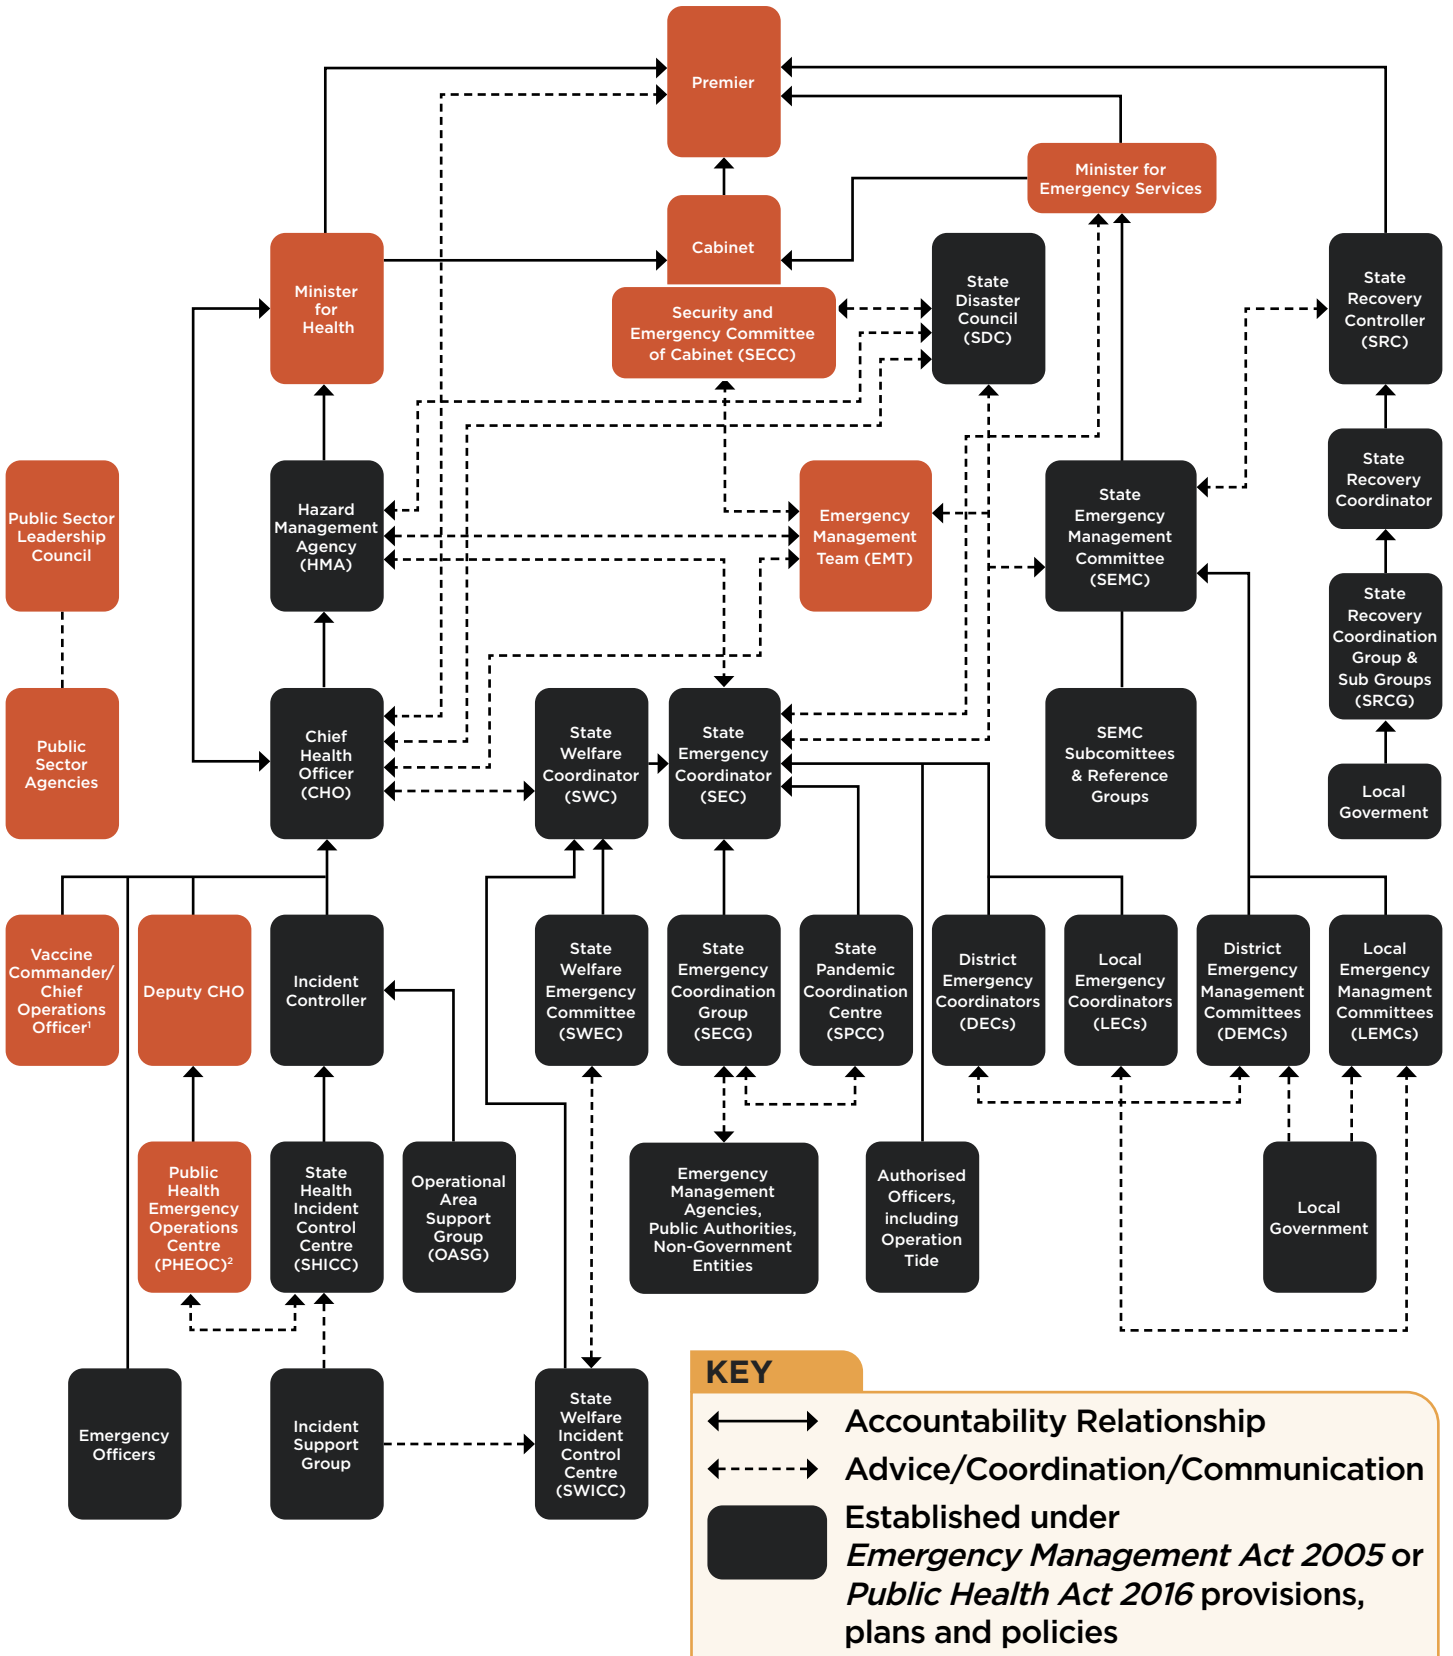 Premier
Minister for
Emergency Services
Cabinet
Minister
for
Health
Security and
Emergency Committee
of Cabinet (SECC)
State
Disaster
Council
(SDC)
State
Recovery
Controller
(SRC)
State
Recovery
Coordinator
Public Sector
Leadership
Council
Hazard
Management
Agency
(HMA)
Emergency
Management
Team (EMT)
State
Emergency
Management
Committee
(SEMC)
State
Recovery
Coordination
Group &
Sub Groups
(SRCG)
Public
Sector
Agencies
Chief
Health
Officer
(CHO)
State
Welfare
Coordinator
(SWC)
State
Emergency
Coordinator
(SEC)
SEMC
Subcomittees
& Reference
Groups
Local
Goverment
Vaccine
Commander/
Chief
Operations
Officer¹
Deputy CHO
Incident
Controller
State
Welfare
Emergency
Committee
(SWEC)
State
Emergency
Coordination
Group
(SECG)
State
Pandemic
Coordination
Centre
(SPCC)
District
Emergency
Coordinators
(DECs)
Local
Emergency
Coordinators
(LECs)
District
Emergency
Management
Committees
(DEMCs)
Local
Emergency
Managment
Committees
(LEMCs)
Public
Health
Emergency
Operations
Centre
(PHEOC)²
State
Health
Incident
Control
Centre
(SHICC)
Operational
Area
Support
Group
(OASG)
Emergency
Management
Agencies,
Public Authorities,
Non-Government
Entities
Authorised
Officers,
including
Operation
Tide
Local
Government
Emergency
Officers
Incident
Support
Group
State
Welfare
Incident
Control
Centre
(SWICC)
KEY
Accountability Relationship
Advice/Coordination/Communication
Established under
Emergency Management Act 2005 or
Public Health Act 2016 provisions,
plans and policies